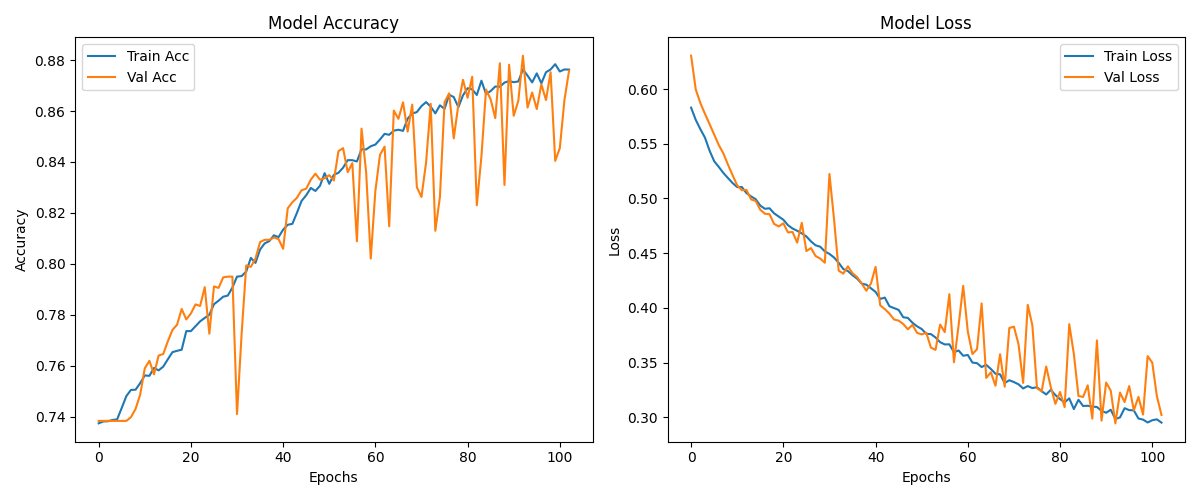 Model Accuracy
Train Acc
Val Acc
0.88
0.86
0.84
0.82
0.80
0.78
0.76
0.74
Accuracy
0
20
40
60
80
100
Epochs
Model Loss
Train Loss
Val Loss
0.60
0.55
0.50
0.45
0.40
0.35
0.30
Loss
0
20
40
60
80
100
Epochs